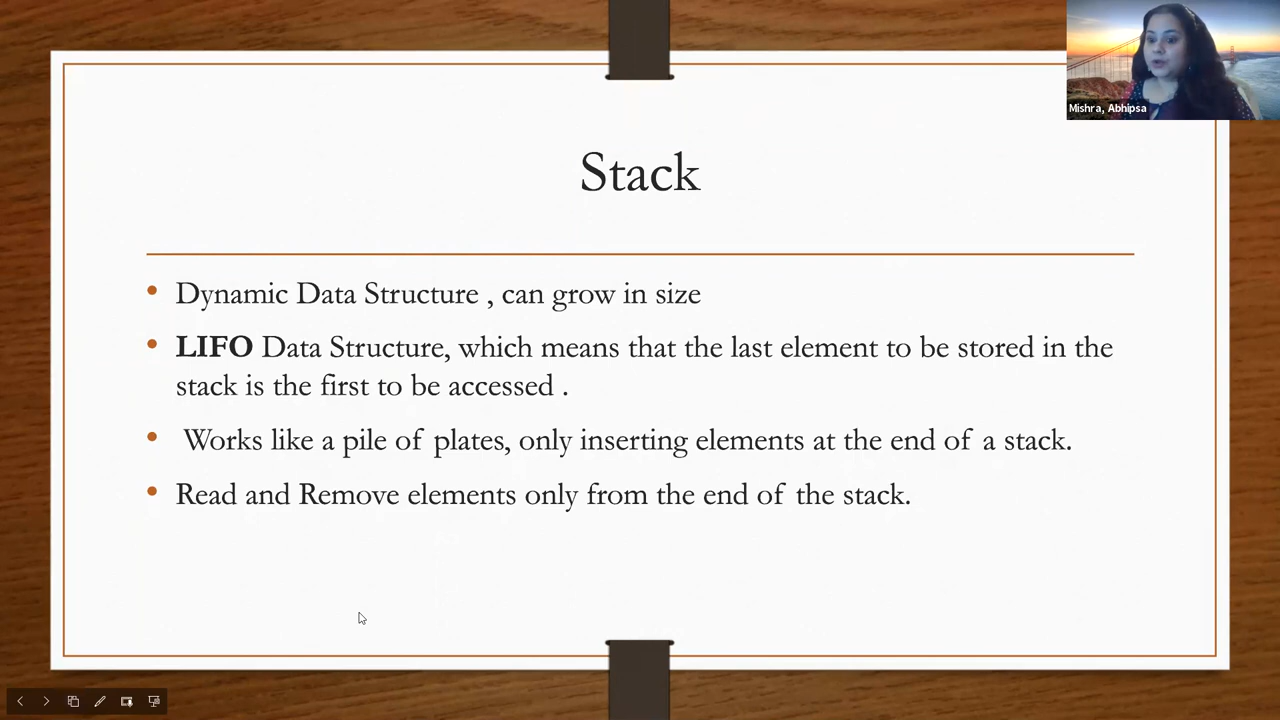 Mishra, Abhipsa
Stack
Dynamic Data Structure , can grow in size
LIFO Data Structure, which means that the last element to be stored in the
stack is the first to be accessed .
Works like a pile of plates, only inserting elements at the end of a stack.
Read and Remove elements only from the end of the stack.